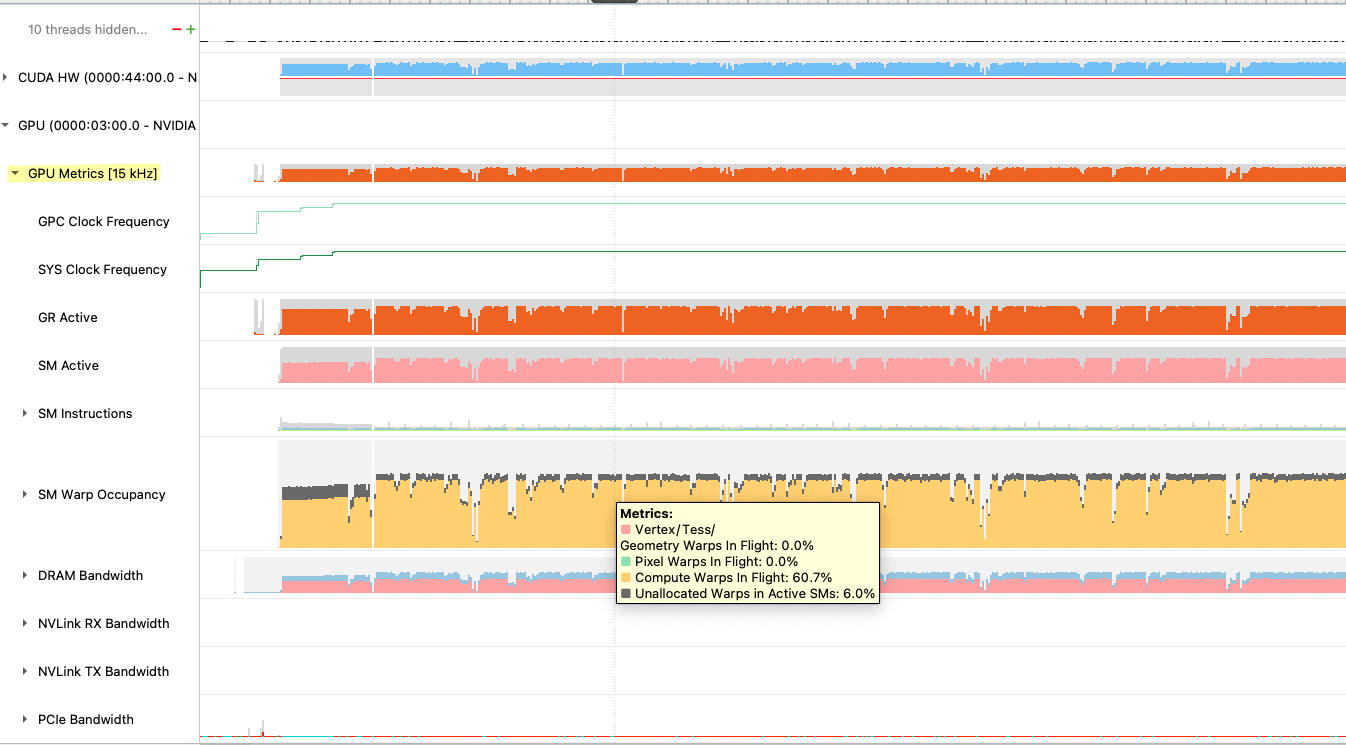 10 threads hidden...
CUDA HW (0000:44:00.0 - N
GPU (0000:03:00.0 - NVIDIA
GPU Metrics [15 kHz]
GPC Clock Frequency
SYS Clock Frequency
GR Active
SM Active
SM Instructions
SM Warp Occupancy
Metrics:
Vertex/Tess/
Geometry Warps In Flight: 0.0%
Pixel Warps In Flight: 0.0%
Compute Warps In Flight: 60.7%
Unallocated Warps in Active SMs: 6.0%
DRAM Bandwidth
NVLink RX Bandwidth
NVLink TX Bandwidth
PCIe Bandwidth